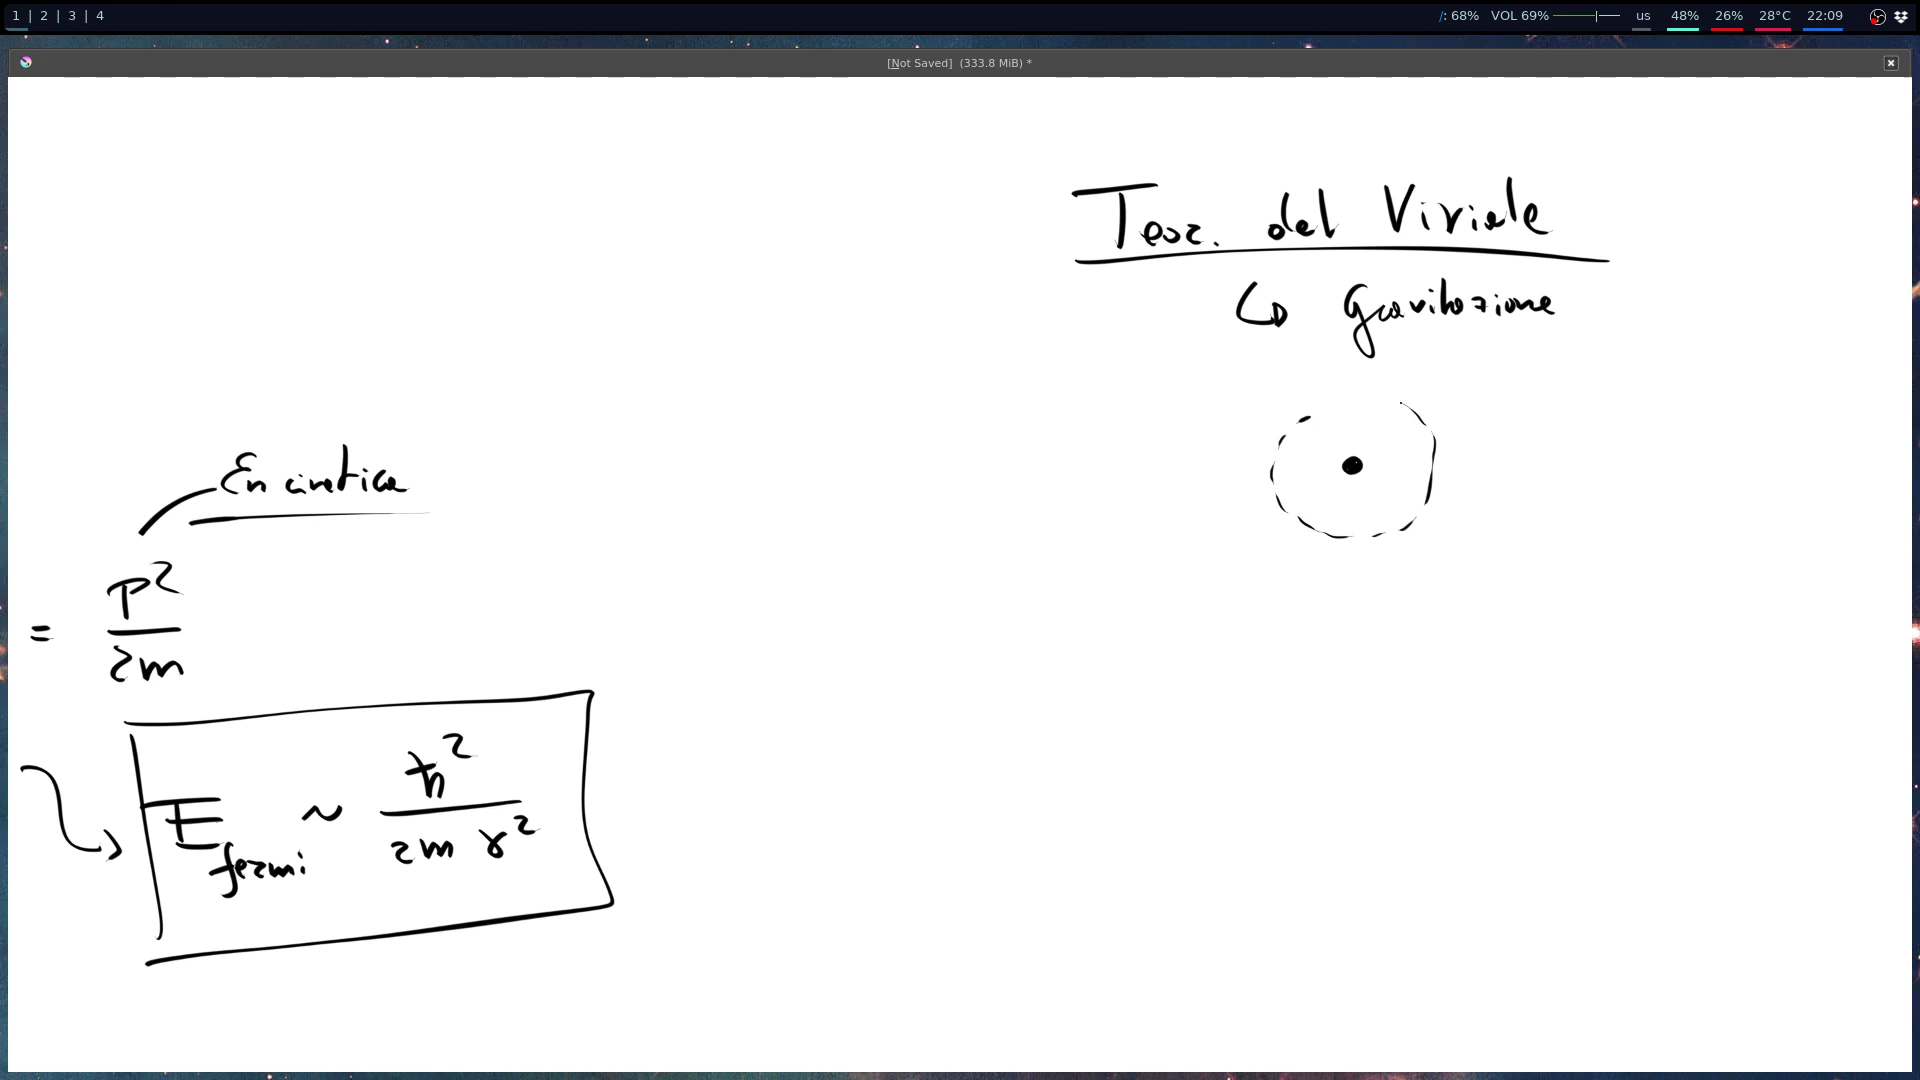 1 | 2 | 3 | 4
/: 68% VOL 69% us 48% 26% 28°C 22:09
[Not Saved] (333.8 MiB) *
Teor. del Viriale
↳ Gravitazione
En cinetica
= P² / 2m
E fermi ~ ħ² / 2m r²